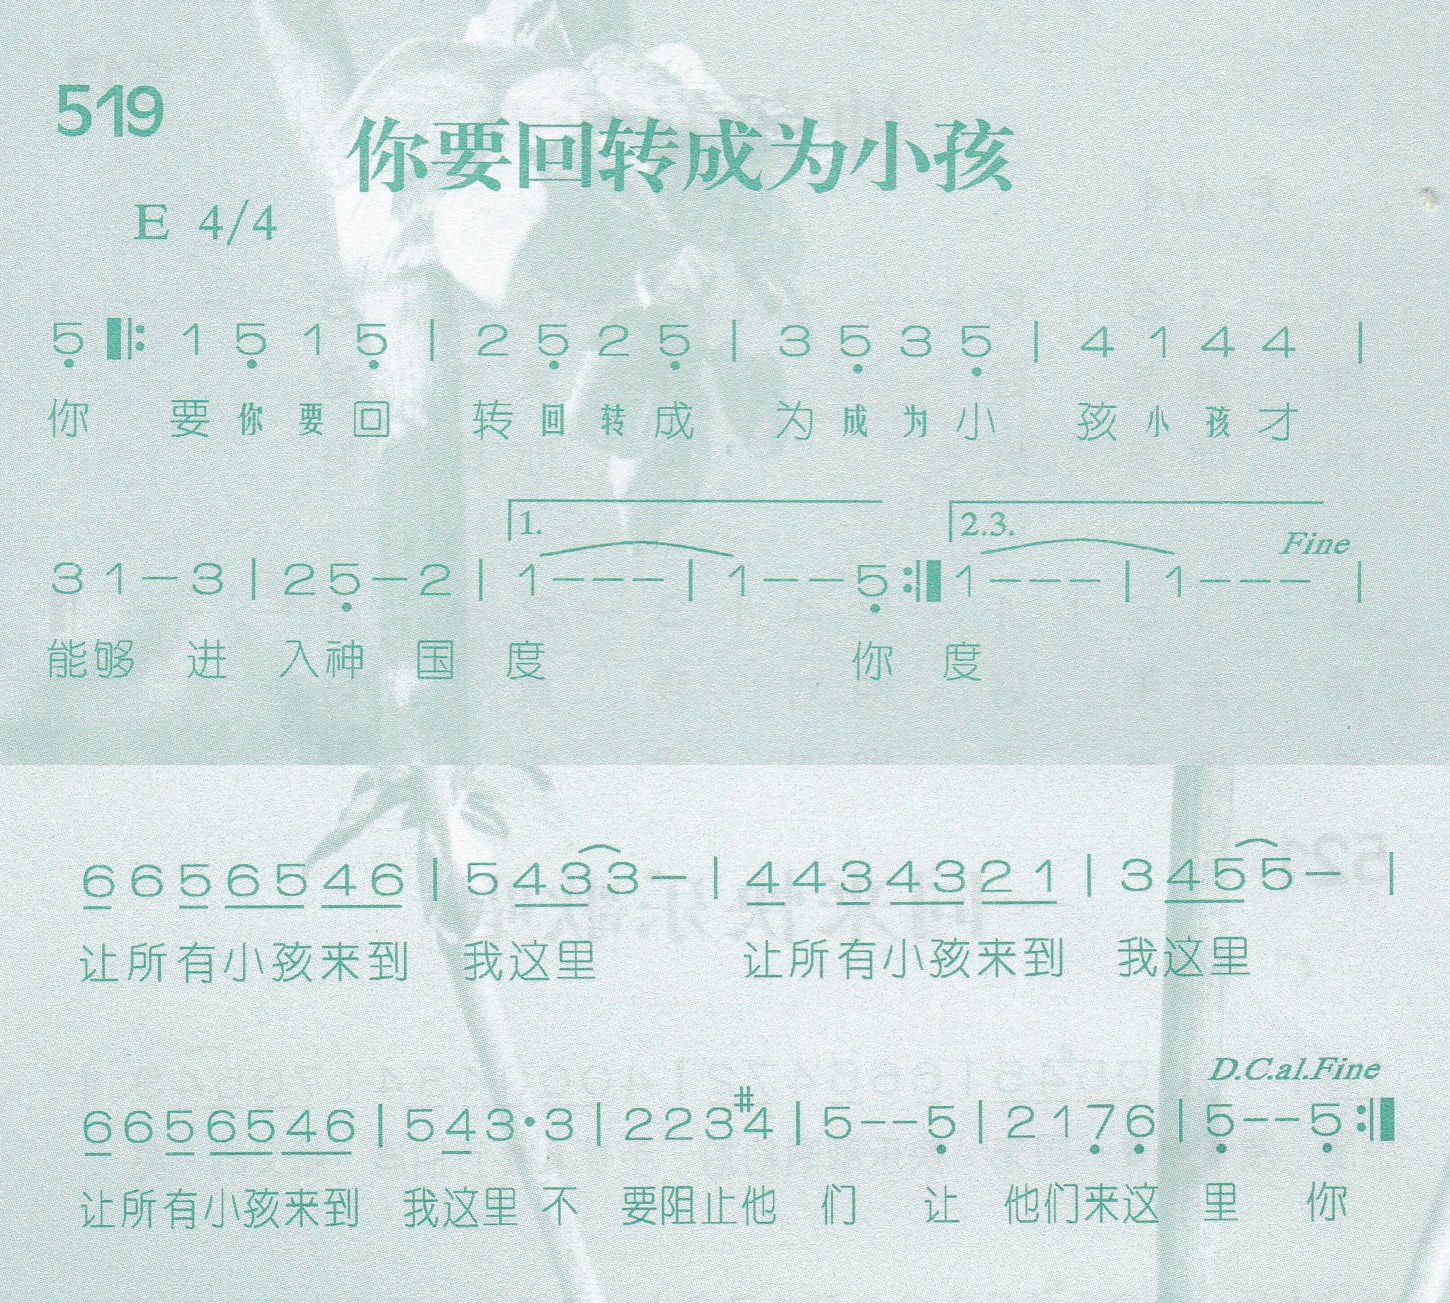 519
你要回转成为小孩
E 4/4
5 ‖: 1 5 1 5 | 2 5 2 5 | 3 5 3 5 | 4 1 4 4 |
你 要 你 要 回 转 回 转 成 为 成 为 小 孩 小 孩 才
1. 2.3. Fine
3 1 – 3 | 2 5 – 2 | 1 – – – | 1 – – 5 :‖ 1 – – – | 1 – – – |
能够 进 入神 国 度 你 度
6 6 5 6 5 4 6 | 5 4 3 3 – | 4 4 3 4 3 2 1 | 3 4 5 5 – |
让所有小孩来到 我这里 让所有小孩来到 我这里
D.C.al.Fine
6 6 5 6 5 4 6 | 5 4 3 · 3 | 2 2 3 #4 | 5 – – 5 | 2 1 7 6 | 5 – – 5 :‖
让所有小孩来到 我这里 不 要阻止他 们 让 他们来这 里 你